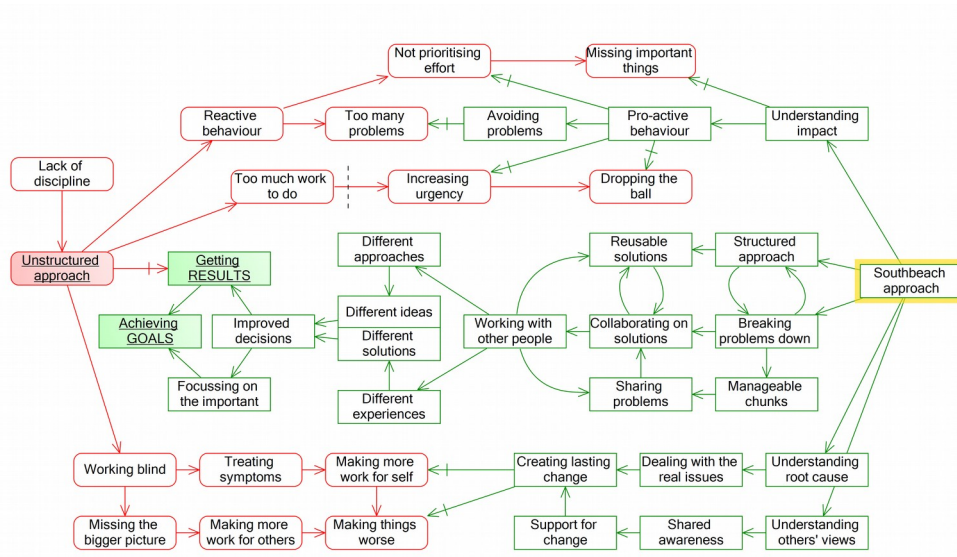 Not prioritising
effort
Missing important
things
Reactive
behaviour
Too many
problems
Avoiding
problems
Pro-active
behaviour
Understanding
impact
Lack of
discipline
Too much work
to do
Increasing
urgency
Dropping the
ball
Unstructured
approach
Getting
RESULTS
Different
approaches
Reusable
solutions
Structured
approach
Southbeach
approach
Achieving
GOALS
Improved
decisions
Different ideas
Different
solutions
Working with
other people
Collaborating on
solutions
Breaking
problems down
Focussing on
the important
Different
experiences
Sharing
problems
Manageable
chunks
Working blind
Treating
symptoms
Making more
work for self
Creating lasting
change
Dealing with the
real issues
Understanding
root cause
Missing the
bigger picture
Making more
work for others
Making things
worse
Support for
change
Shared
awareness
Understanding
others' views